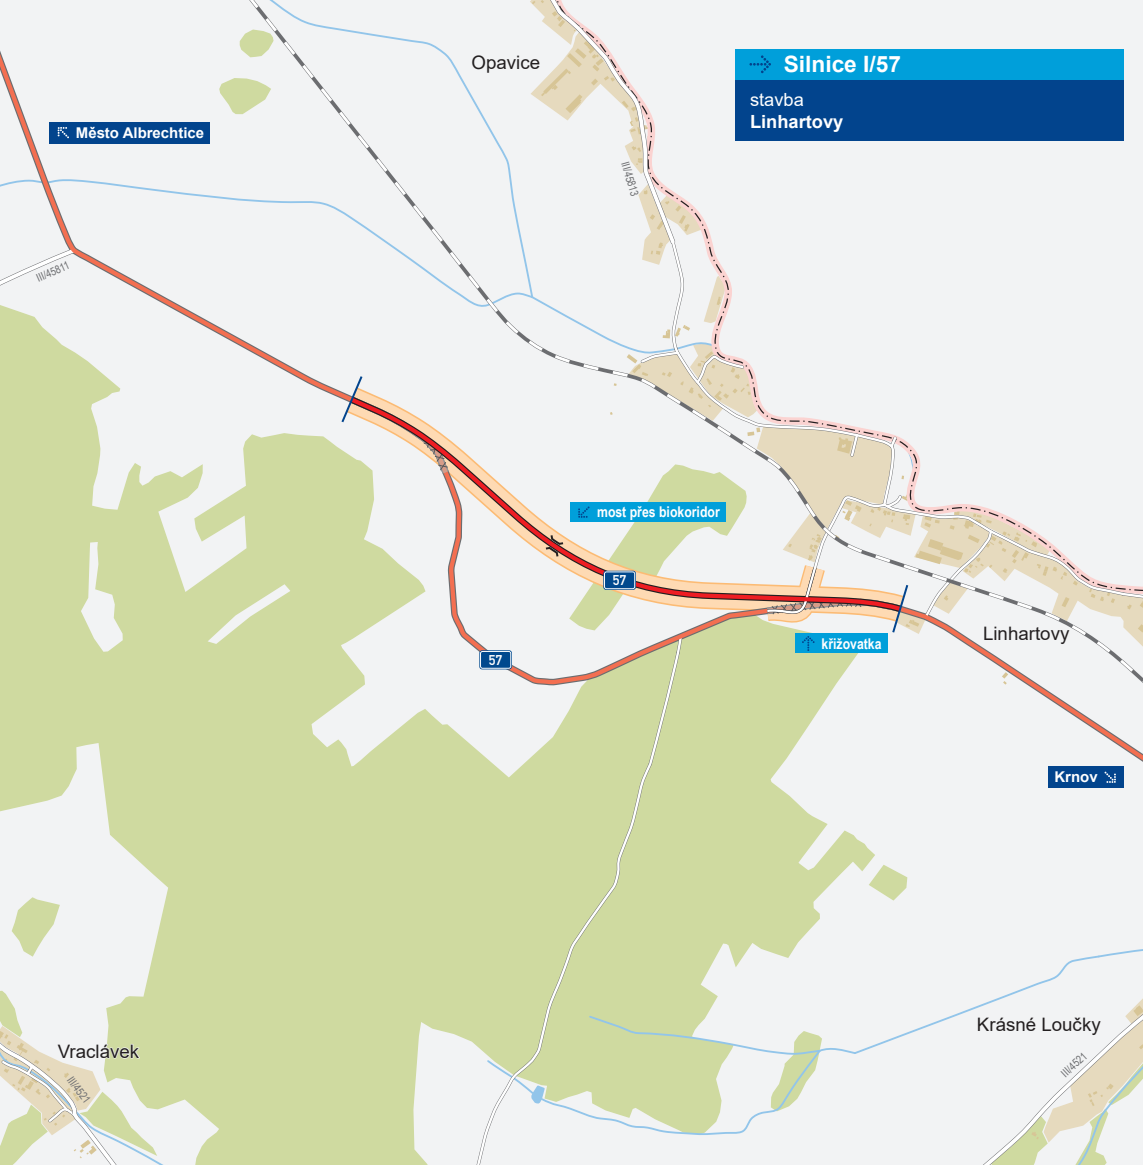 Opavice
Silnice I/57
stavba
Linhartovy
Město Albrechtice
III/45813
III/45811
most přes biokoridor
57
Linhartovy
křižovatka
57
Krnov
Krásné Loučky
Vraclávek
III/4521
III/4521